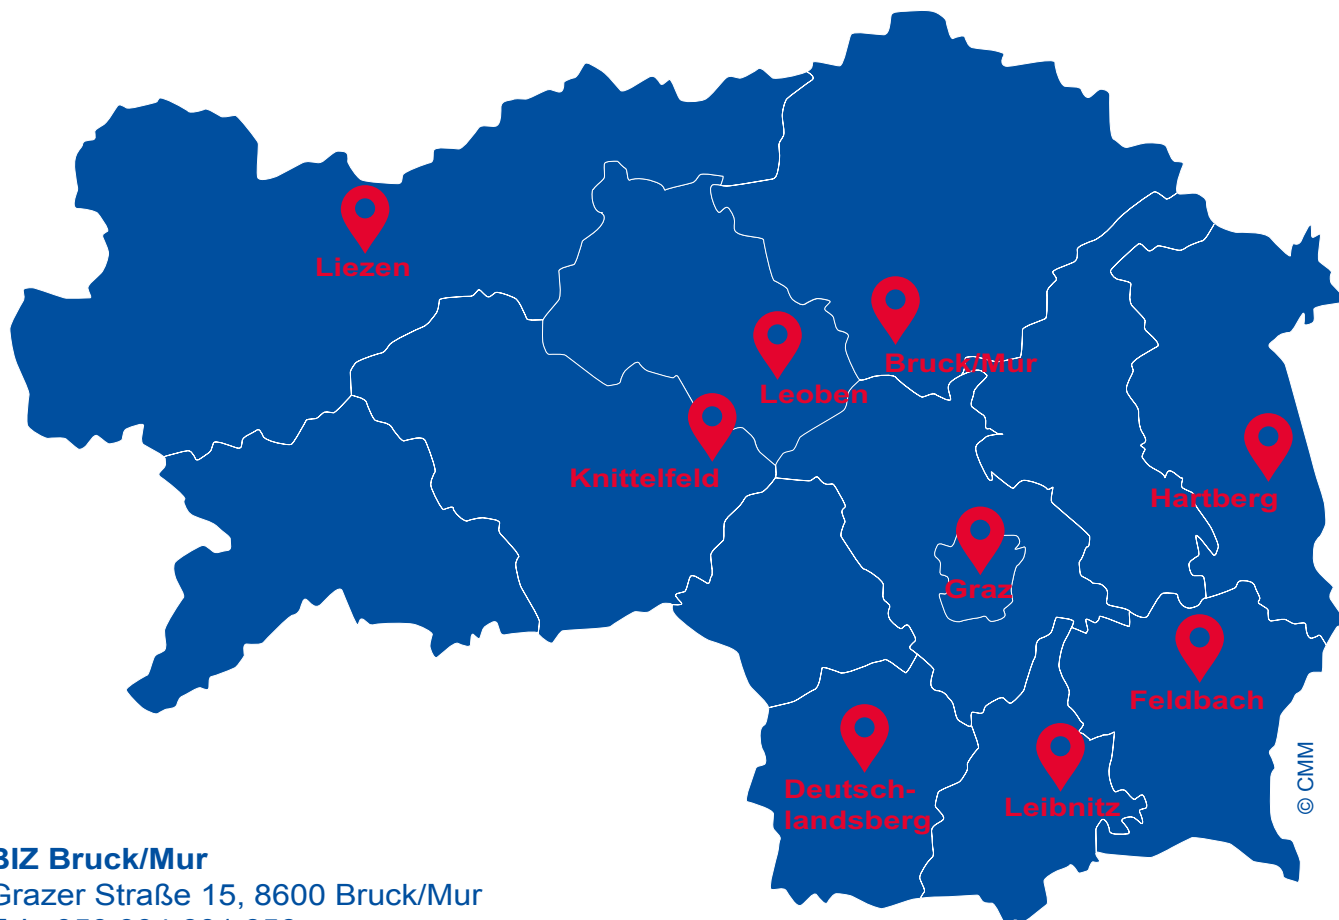 Liezen
Bruck/Mur
Leoben
Knittelfeld
Hartberg
Graz
Feldbach
Deutsch-
landsberg
Leibnitz
© CMM
BIZ Bruck/Mur
Grazer Straße 15, 8600 Bruck/Mur